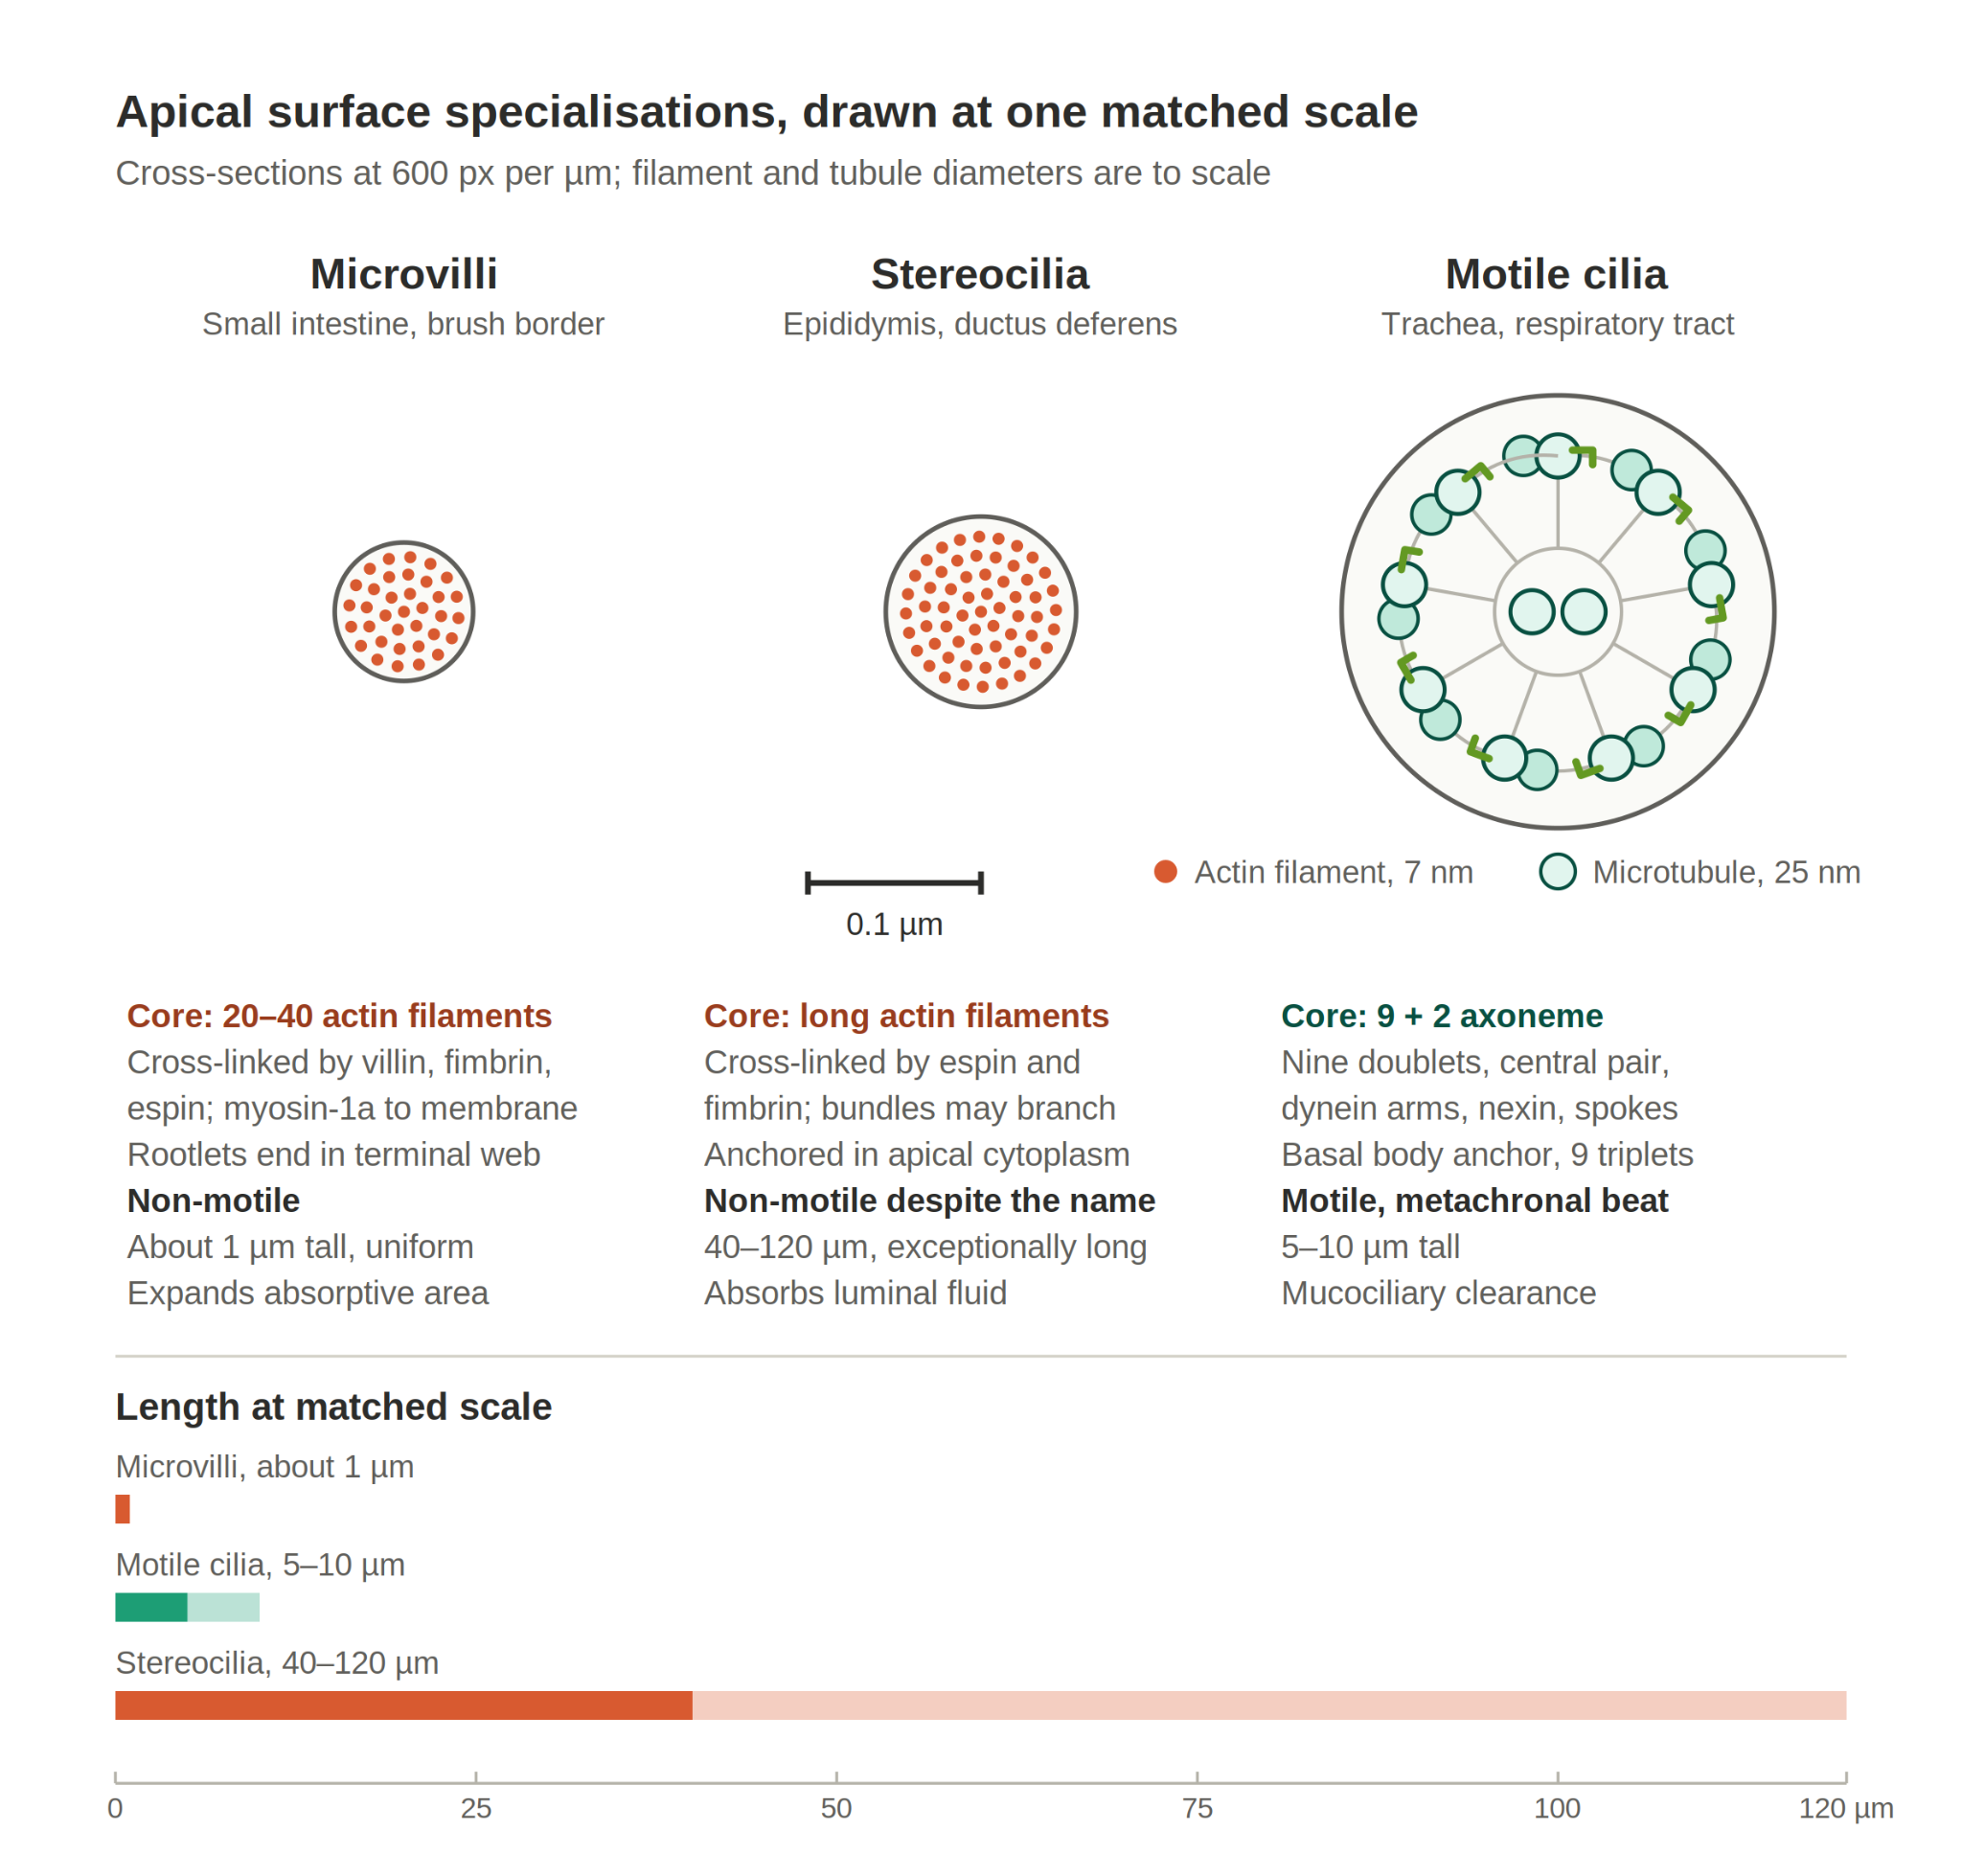 Apical surface specialisations, drawn at one matched scale
Cross-sections at 600 px per µm; filament and tubule diameters are to scale
Microvilli
Small intestine, brush border
Stereocilia
Epididymis, ductus deferens
Motile cilia
Trachea, respiratory tract
0.1 µm
Actin filament, 7 nm
Microtubule, 25 nm
Core: 20–40 actin filaments
Cross-linked by villin, fimbrin,
espin; myosin-1a to membrane
Rootlets end in terminal web
Non-motile
About 1 µm tall, uniform
Expands absorptive area
Core: long actin filaments
Cross-linked by espin and
fimbrin; bundles may branch
Anchored in apical cytoplasm
Non-motile despite the name
40–120 µm, exceptionally long
Absorbs luminal fluid
Core: 9 + 2 axoneme
Nine doublets, central pair,
dynein arms, nexin, spokes
Basal body anchor, 9 triplets
Motile, metachronal beat
5–10 µm tall
Mucociliary clearance
Length at matched scale
Microvilli, about 1 µm
Motile cilia, 5–10 µm
Stereocilia, 40–120 µm
0 25 50 75 100 120 µm